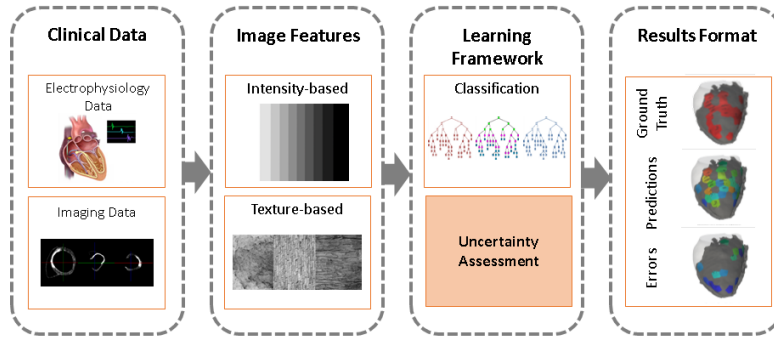 Clinical Data
Electrophysiology
Data
Imaging Data
Image Features
Intensity-based
Texture-based
Learning
Framework
Classification
Uncertainty
Assessment
Results Format
Ground
Truth
Predictions
Errors